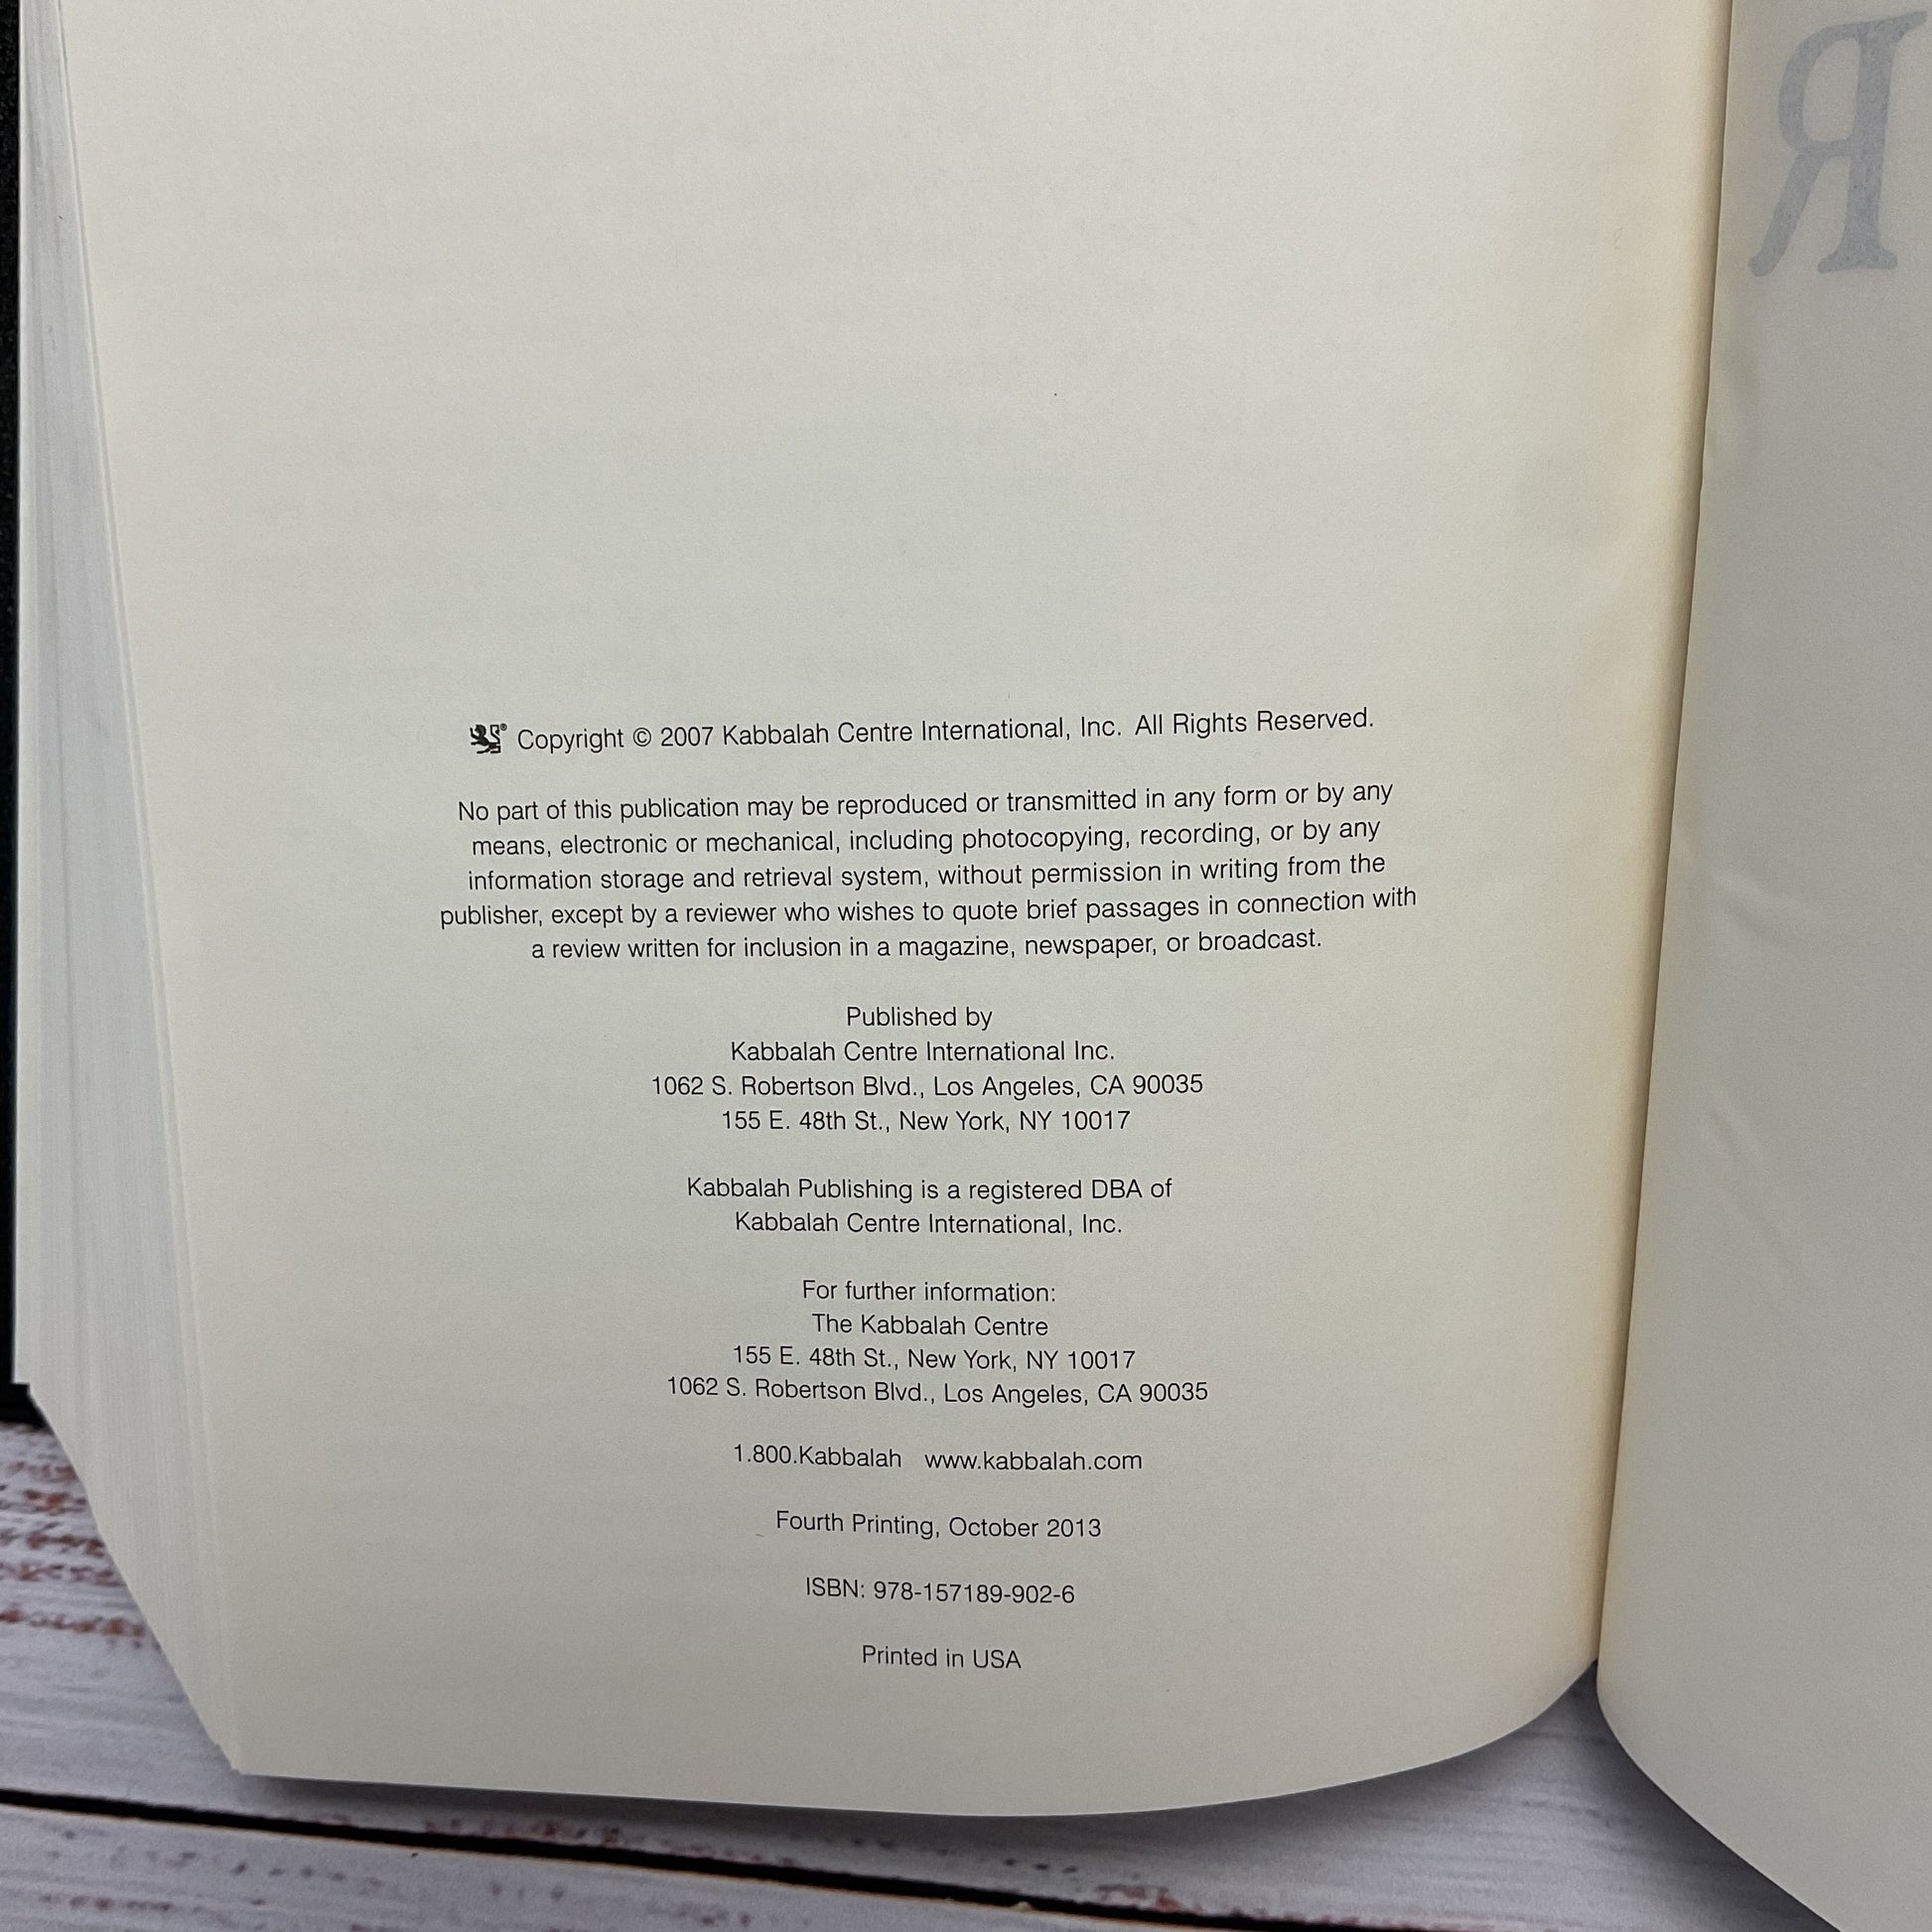 Copyright © 2007 Kabbalah Centre International, Inc. All Rights Reserved.
No part of this publication may be reproduced or transmitted in any form or by any
means, electronic or mechanical, including photocopying, recording, or by any
information storage and retrieval system, without permission in writing from the
publisher, except by a reviewer who wishes to quote brief passages in connection with
a review written for inclusion in a magazine, newspaper, or broadcast.
Published by
Kabbalah Centre International Inc.
1062 S. Robertson Blvd., Los Angeles, CA 90035
155 E. 48th St., New York, NY 10017
Kabbalah Publishing is a registered DBA of
Kabbalah Centre International, Inc.
For further information:
The Kabbalah Centre
155 E. 48th St., New York, NY 10017
1062 S. Robertson Blvd., Los Angeles, CA 90035
1.800.Kabbalah www.kabbalah.com
Fourth Printing, October 2013
ISBN: 978-157189-902-6
Printed in USA
R